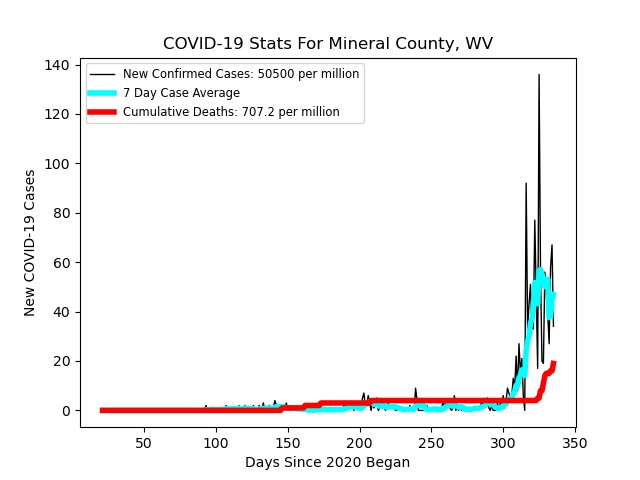 COVID-19 Stats For Mineral County, WV
New Confirmed Cases: 50500 per million
7 Day Case Average
Cumulative Deaths: 707.2 per million
New COVID-19 Cases
140
120
100
80
60
40
20
0
50 100 150 200 250 300 350
Days Since 2020 Began